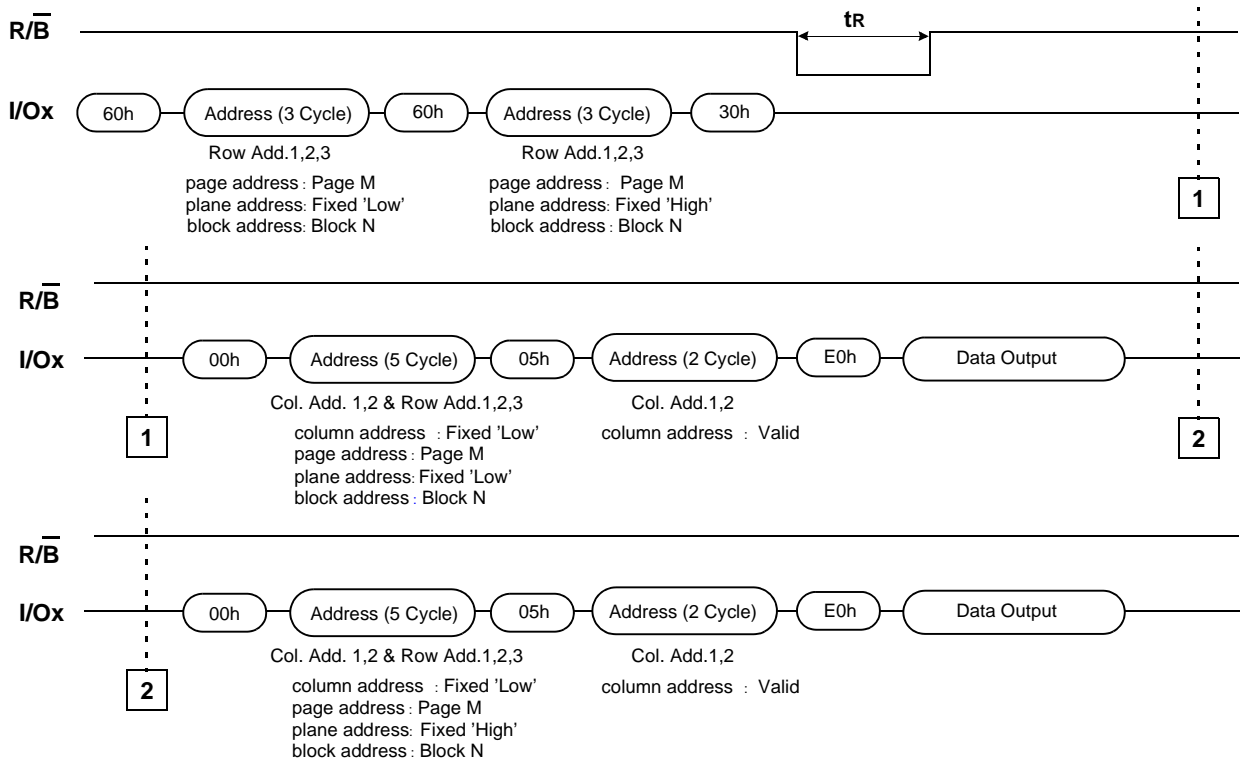 R/B tR
I/Ox 60h Address (3 Cycle) 60h Address (3 Cycle) 30h
Row Add.1,2,3 Row Add.1,2,3
page address : Page M page address : Page M
plane address: Fixed 'Low' plane address: Fixed 'High'
block address: Block N block address: Block N
1
R/B
I/Ox 00h Address (5 Cycle) 05h Address (2 Cycle) E0h Data Output
Col. Add. 1,2 & Row Add.1,2,3 Col. Add.1,2
1 column address : Fixed 'Low' column address : Valid 2
page address : Page M
plane address: Fixed 'Low'
block address : Block N
R/B
I/Ox 00h Address (5 Cycle) 05h Address (2 Cycle) E0h Data Output
Col. Add. 1,2 & Row Add.1,2,3 Col. Add.1,2
2 column address : Fixed 'Low' column address : Valid
page address : Page M
plane address: Fixed 'High'
block address : Block N